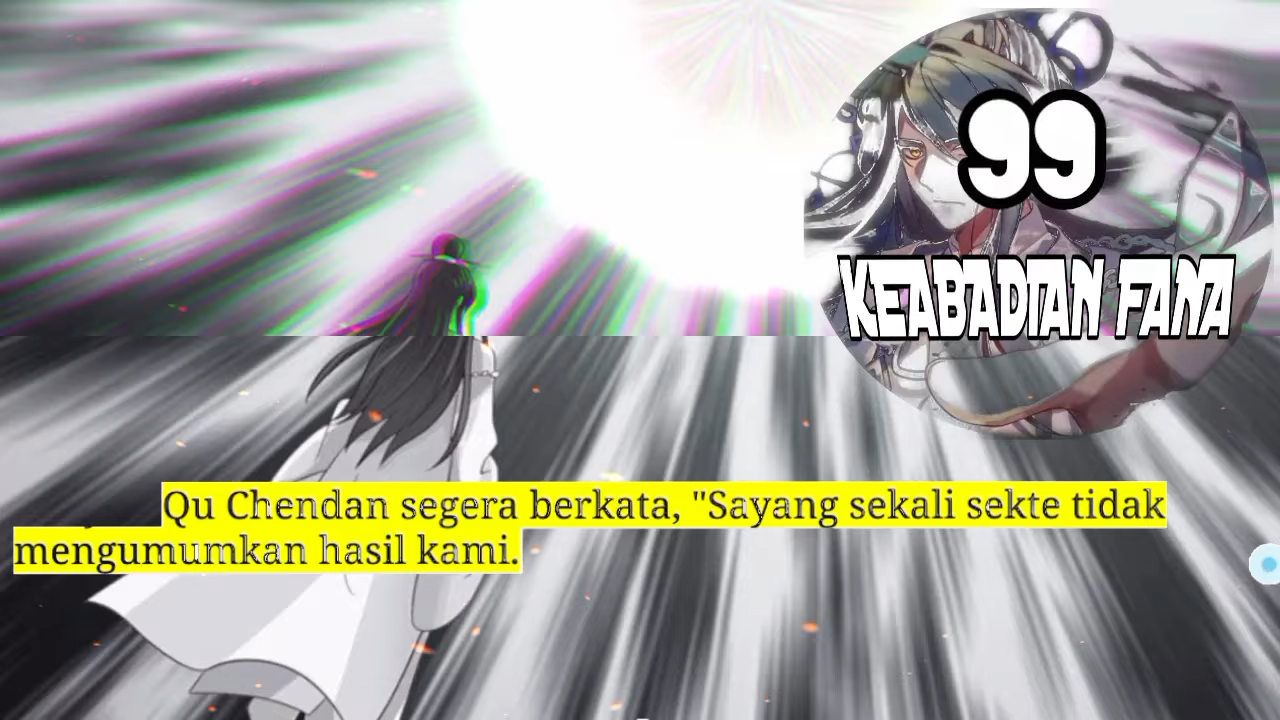 99
KEABADIAN FANA
Qu Chendan segera berkata, "Sayang sekali sekte tidak
mengumumkan hasil kami.